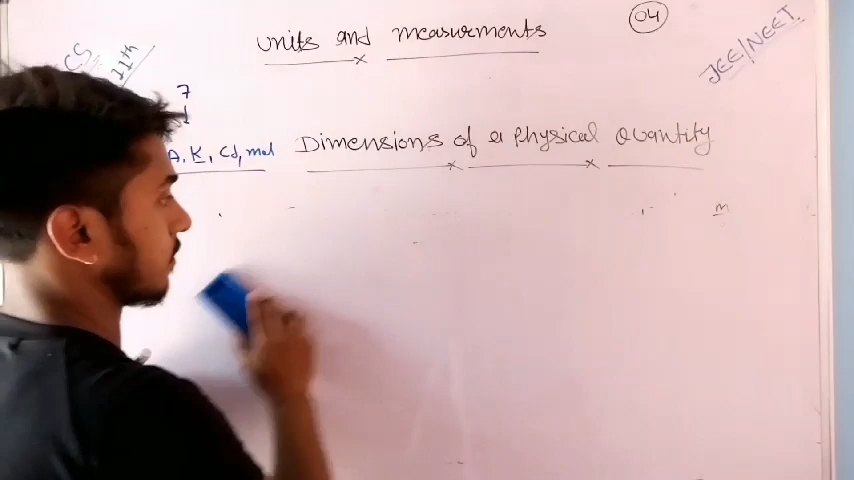 units and measurements
04
JEE/NEET
CS
11th
7
A, K, Cd, mol
Dimensions of a Physical Quantity
m